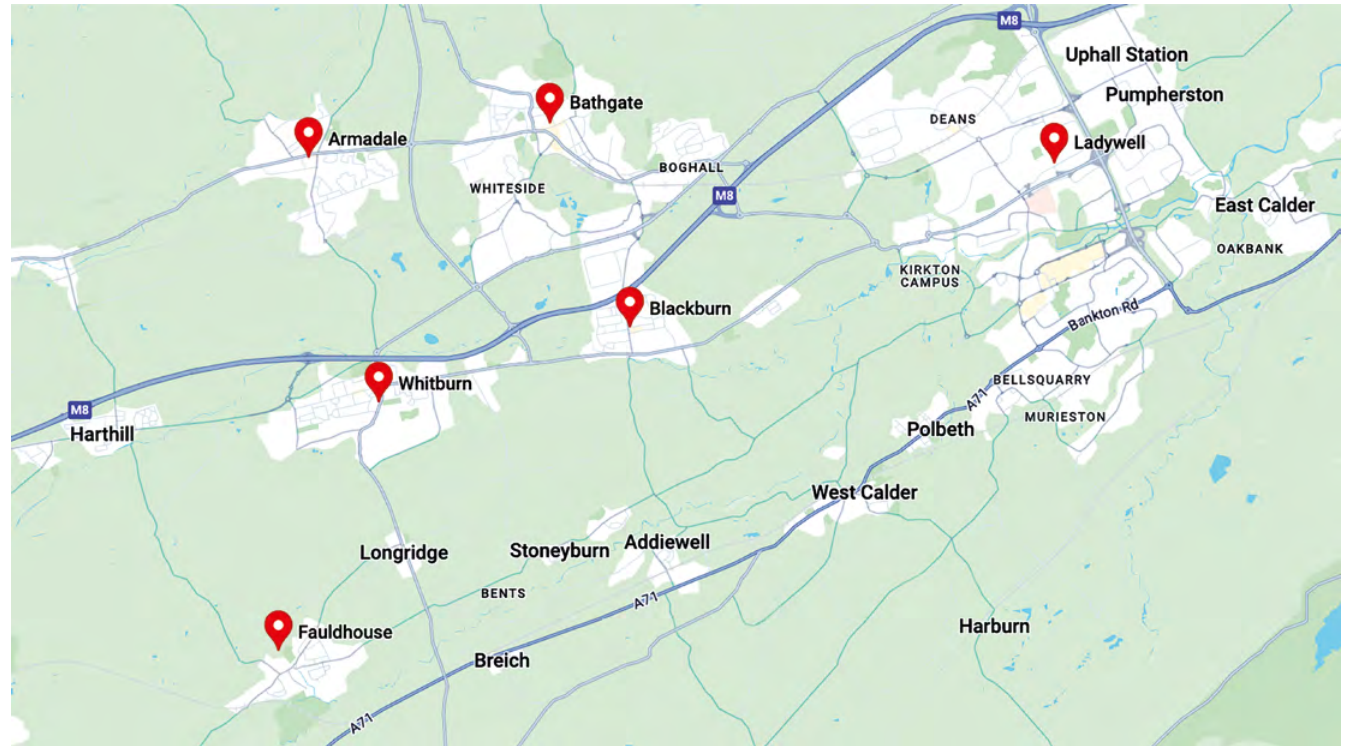 M8
Uphall Station
Pumpherston
Bathgate
DEANS
Armadale
Ladywell
BOGHALL
WHITESIDE
M8
East Calder
OAKBANK
KIRKTON
CAMPUS
Blackburn
Bankton Rd
Whitburn
BELLSQUARRY
A71
M8
MURIESTON
Harthill
Polbeth
West Calder
Longridge
Stoneyburn
Addiewell
BENTS
A71
Fauldhouse
Harburn
Breich
A71